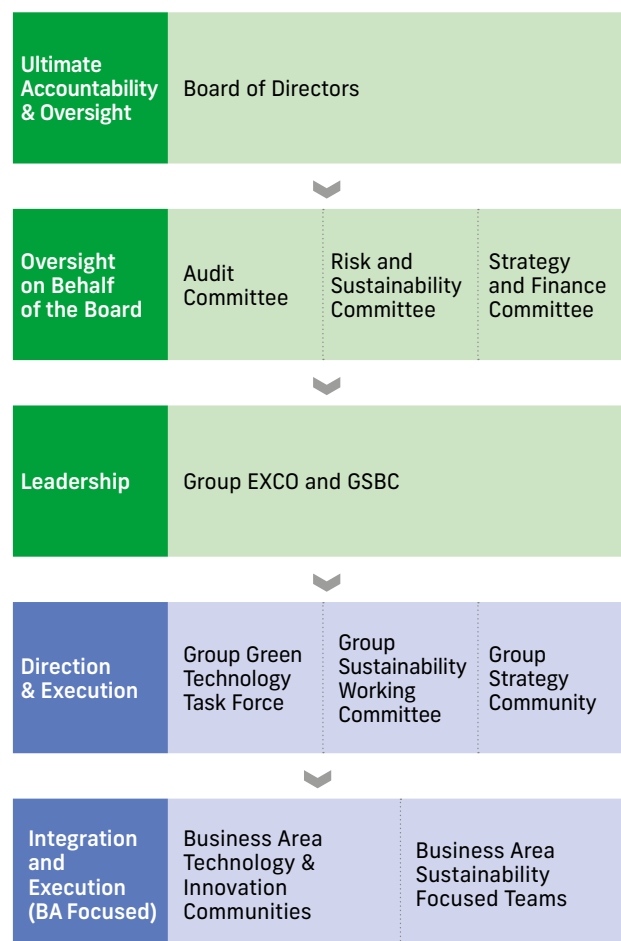 Ultimate
Accountability
& Oversight
Board of Directors
Oversight
on Behalf
of the Board
Audit
Committee
Risk and
Sustainability
Committee
Strategy
and Finance
Committee
Leadership
Group EXCO and GSBC
Direction
& Execution
Group Green
Technology
Task Force
Group
Sustainability
Working
Committee
Group
Strategy
Community
Integration
and
Execution
(BA Focused)
Business Area
Technology &
Innovation
Communities
Business Area
Sustainability
Focused Teams